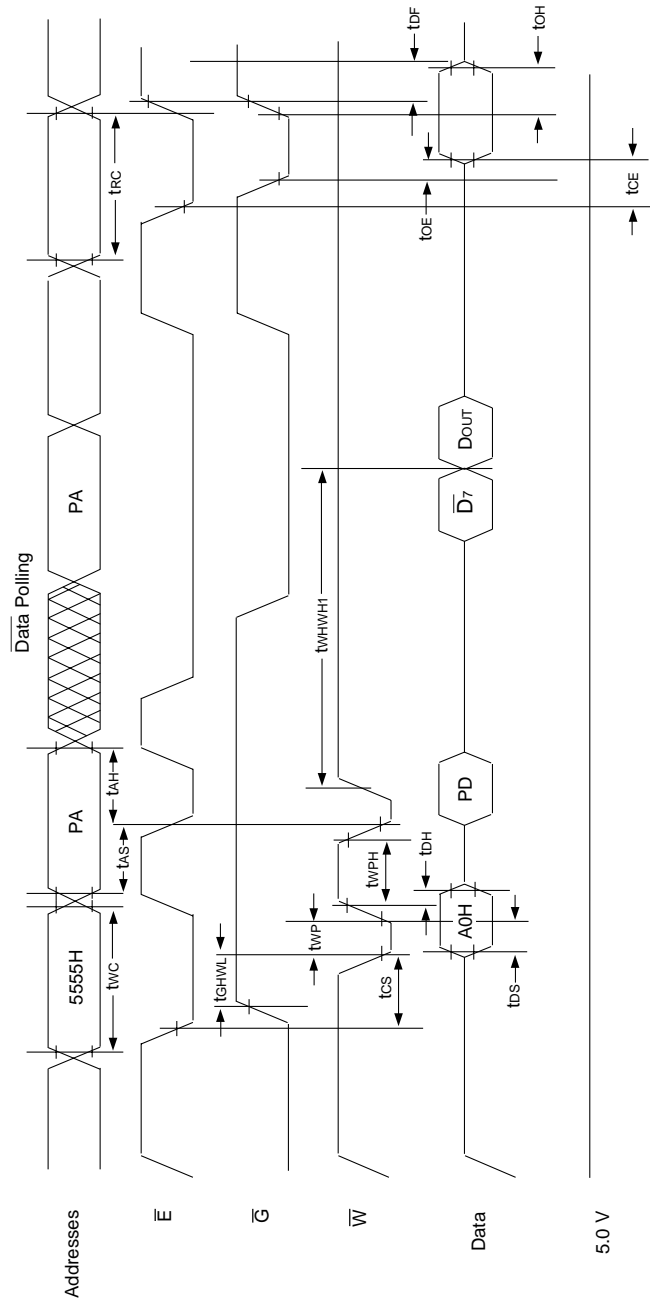 Data Polling
Addresses
5555H
PA
PA
tWC
tAS
tAH
tRC
E
G
tGHWL
W
tCS
tWP
tWPH
tWHWH1
tDF
tOH
Data
tDS
A0H
tDH
PD
D7
DOUT
tOE
tCE
5.0 V